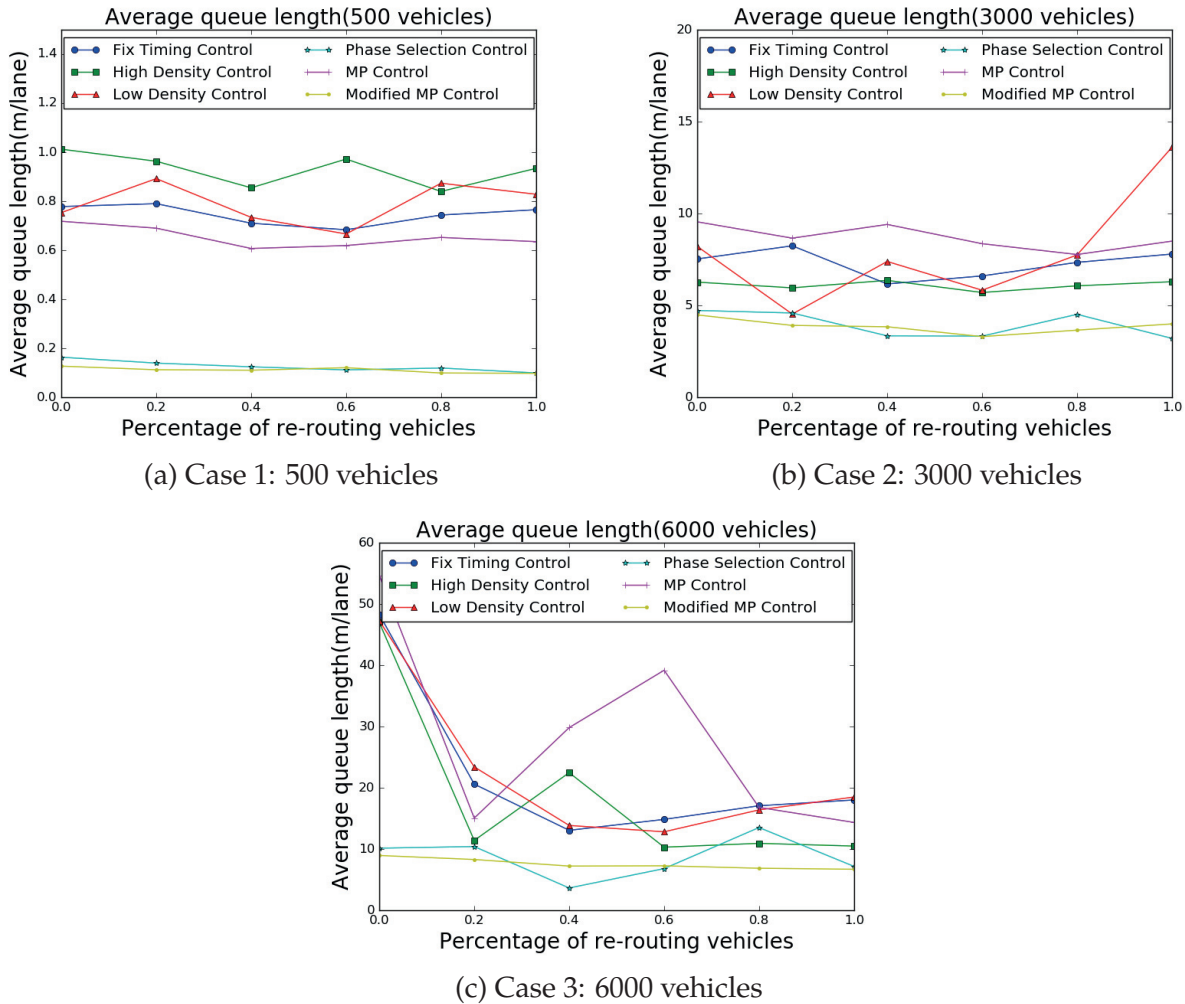 Average queue length(500 vehicles)
Average queue length(m/lane)
1.4
1.2
1.0
0.8
0.6
0.4
0.2
0.0
Fix Timing Control
High Density Control
Low Density Control
Phase Selection Control
MP Control
Modified MP Control
0.0 0.2 0.4 0.6 0.8 1.0
Percentage of re-routing vehicles
(a) Case 1: 500 vehicles
Average queue length(3000 vehicles)
Average queue length(m/lane)
20
15
10
5
0
Fix Timing Control
High Density Control
Low Density Control
Phase Selection Control
MP Control
Modified MP Control
0.0 0.2 0.4 0.6 0.8 1.0
Percentage of re-routing vehicles
(b) Case 2: 3000 vehicles
Average queue length(6000 vehicles)
Average queue length(m/lane)
60
50
40
30
20
10
0
Fix Timing Control
High Density Control
Low Density Control
Phase Selection Control
MP Control
Modified MP Control
0.0 0.2 0.4 0.6 0.8 1.0
Percentage of re-routing vehicles
(c) Case 3: 6000 vehicles